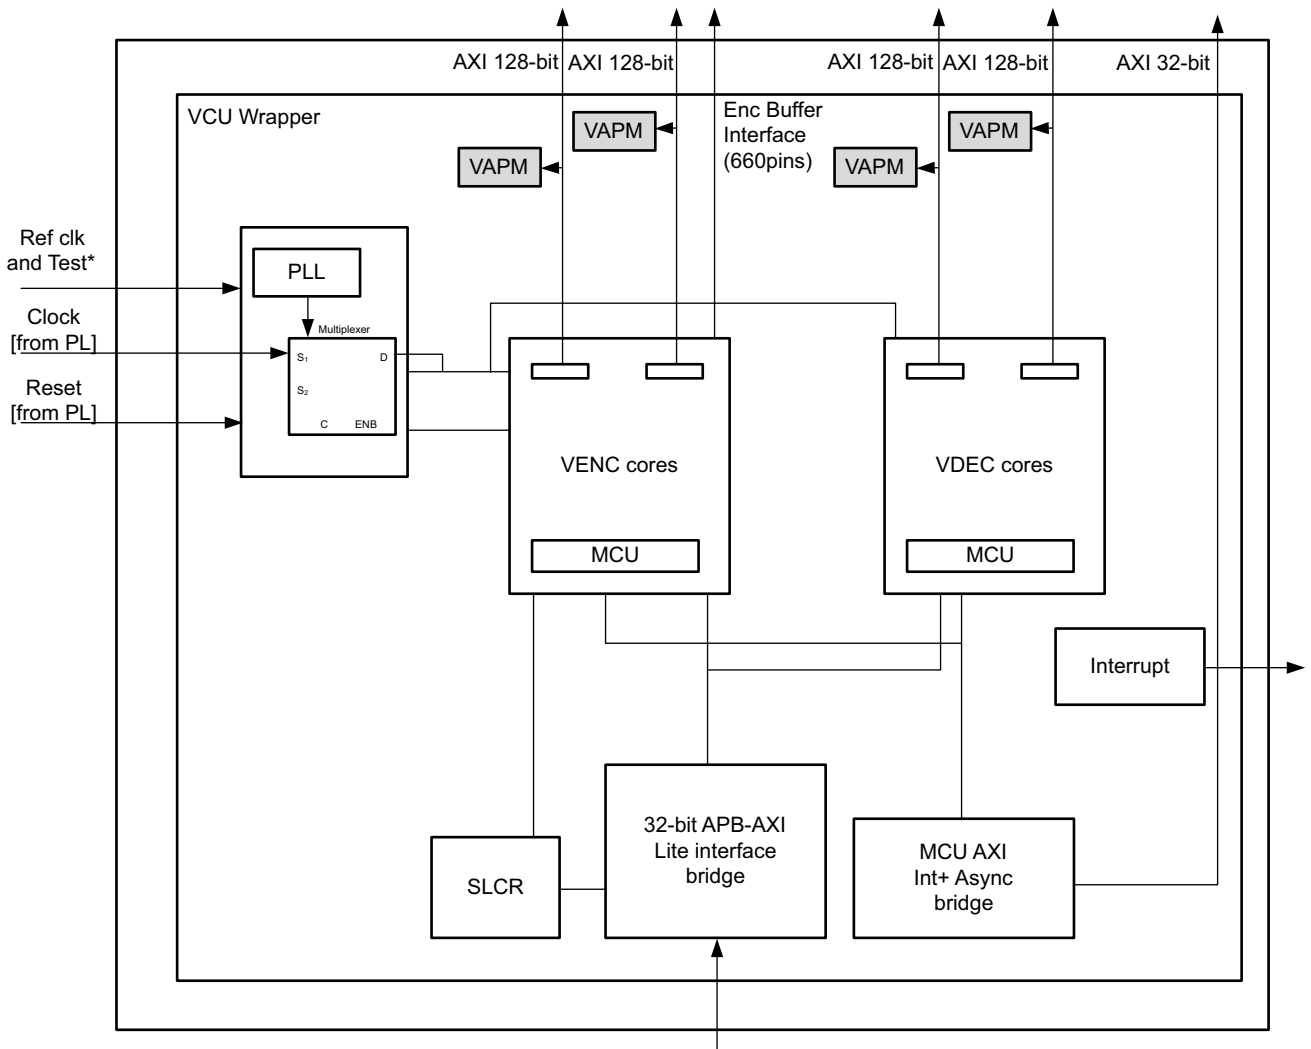 AXI 128-bit
AXI 128-bit
AXI 128-bit
AXI 128-bit
AXI 32-bit
VCU Wrapper
VAPM
VAPM
Enc Buffer
Interface
(660pins)
VAPM
VAPM
Ref clk
and Test*
Clock
[from PL]
Reset
[from PL]
PLL
Multiplexer
S1
D
S2
C
ENB
VENC cores
MCU
VDEC cores
MCU
Interrupt
SLCR
32-bit APB-AXI
Lite interface
bridge
MCU AXI
Int+ Async
bridge